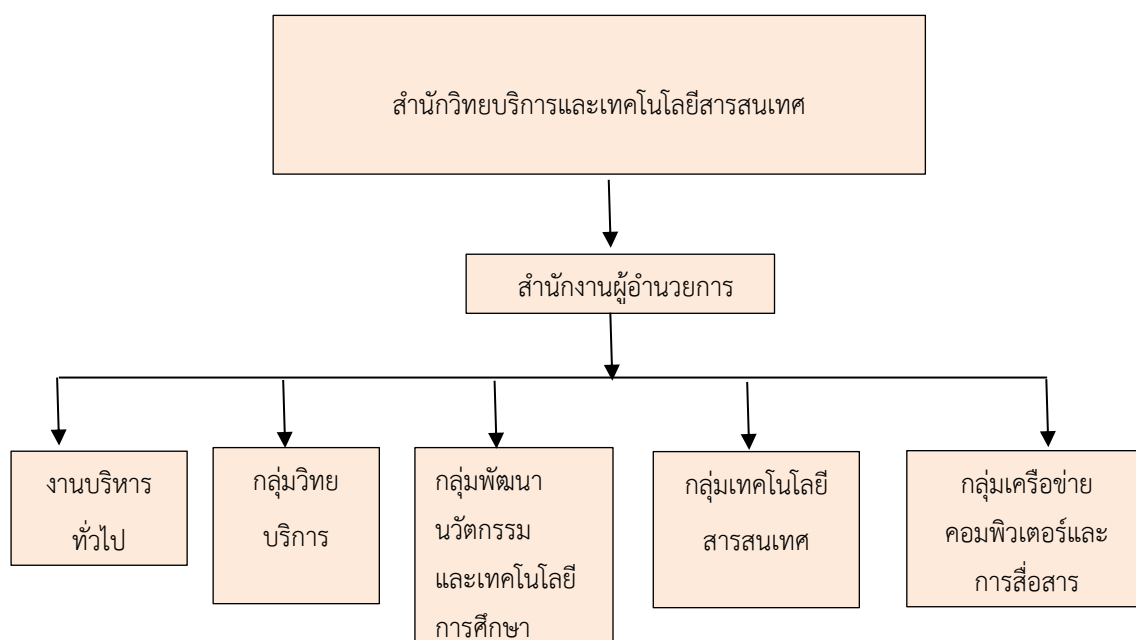 สำนักวิทยบริการและเทคโนโลยีสารสนเทศ
สำนักงานผู้อำนวยการ
งานบริหาร
ทั่วไป
กลุ่มวิทย
บริการ
กลุ่มพัฒนา
นวัตกรรม
และเทคโนโลยี
การศึกษา
กลุ่มเทคโนโลยี
สารสนเทศ
กลุ่มเครือข่าย
คอมพิวเตอร์และ
การสื่อสาร